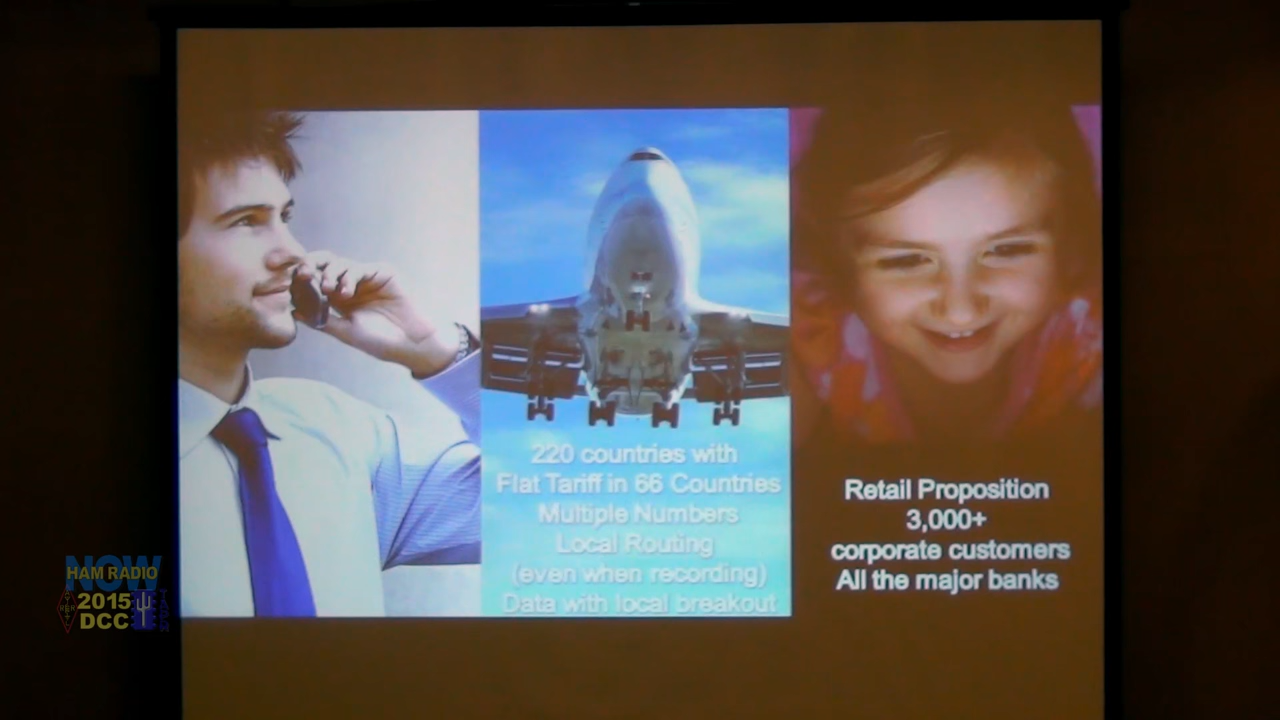 220 countries with
Flat Tariff in 66 Countries
Multiple Numbers
Local Routing
(even when recording)
Data with local breakout
Retail Proposition
3,000+
corporate customers
All the major banks
NOW
HAM RADIO
2015
DCC